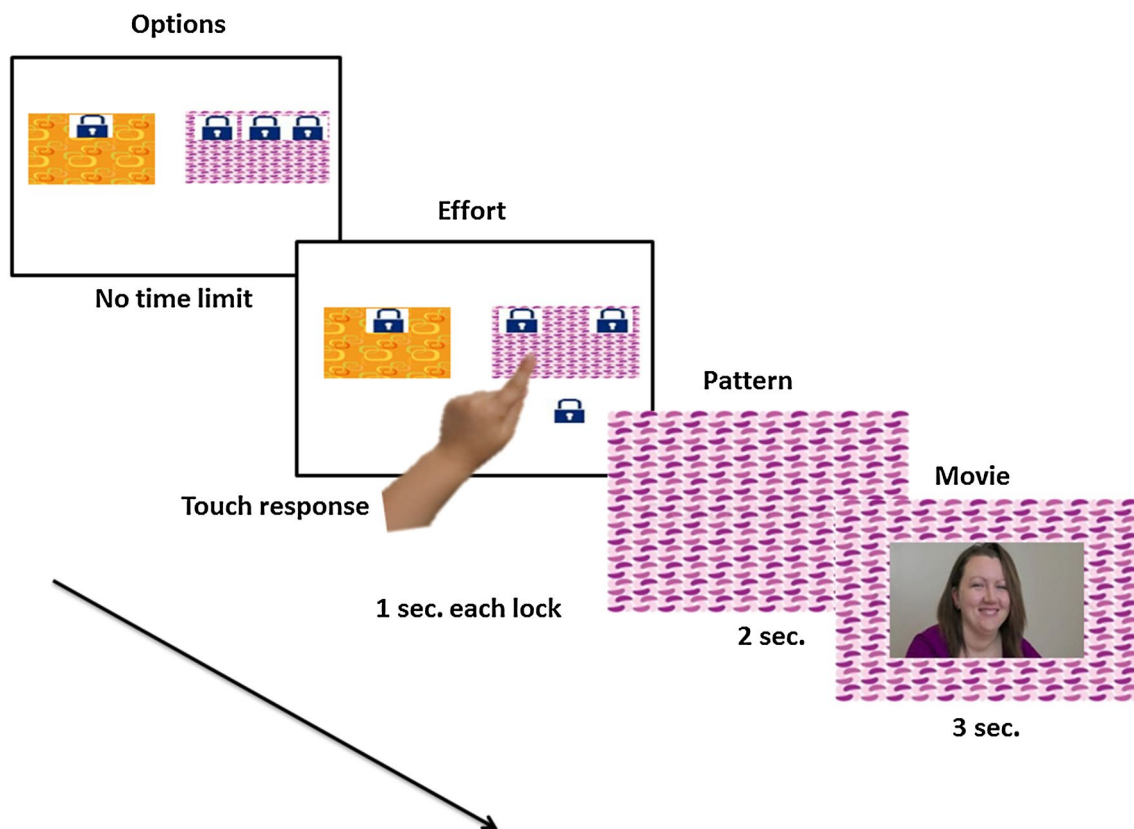 Options
No time limit
Effort
Touch response
1 sec. each lock
Pattern
2 sec.
Movie
3 sec.